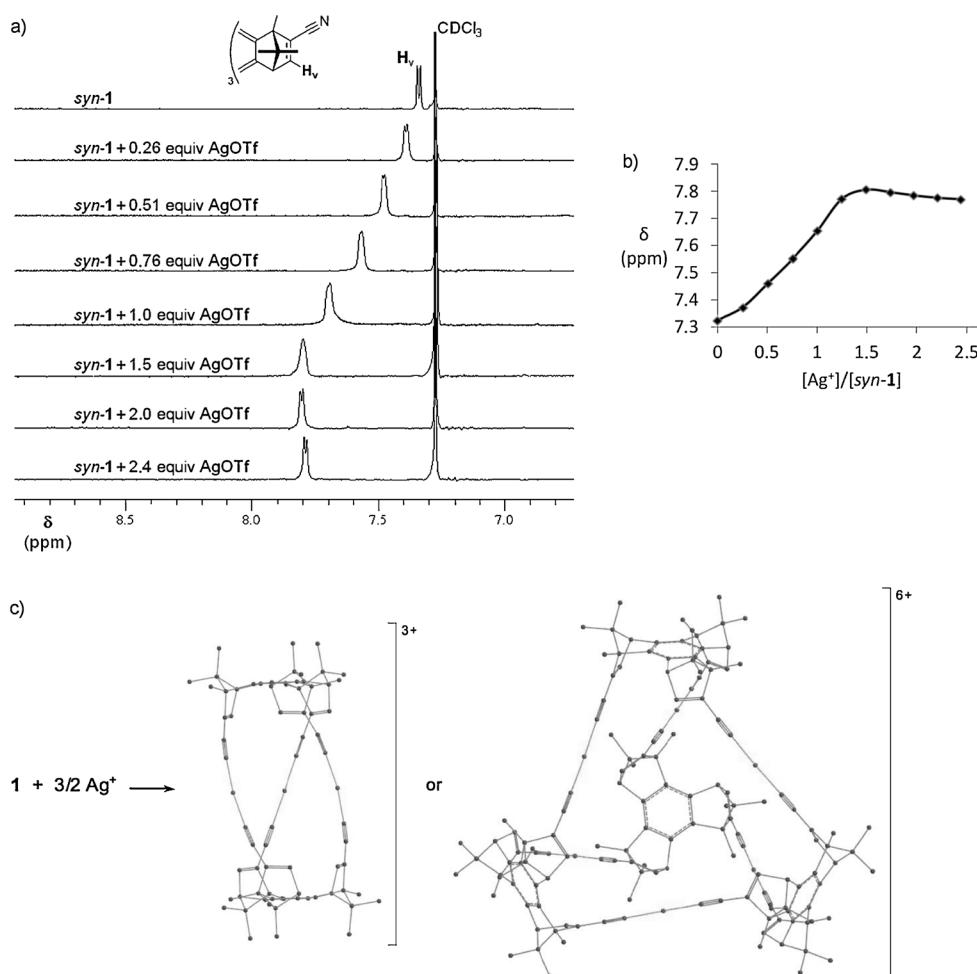 a)
N
Hv
3
CDCl3
Hv
syn-1
syn-1 + 0.26 equiv AgOTf
syn-1 + 0.51 equiv AgOTf
syn-1 + 0.76 equiv AgOTf
syn-1 + 1.0 equiv AgOTf
syn-1 + 1.5 equiv AgOTf
syn-1 + 2.0 equiv AgOTf
syn-1 + 2.4 equiv AgOTf
δ
(ppm)
8.5 8.0 7.5 7.0
b)
7.9
7.8
7.7
7.6
7.5
7.4
7.3
δ
(ppm)
0 0.5 1 1.5 2 2.5
[Ag+]/[syn-1]
c)
1 + 3/2 Ag+
3+
or
6+